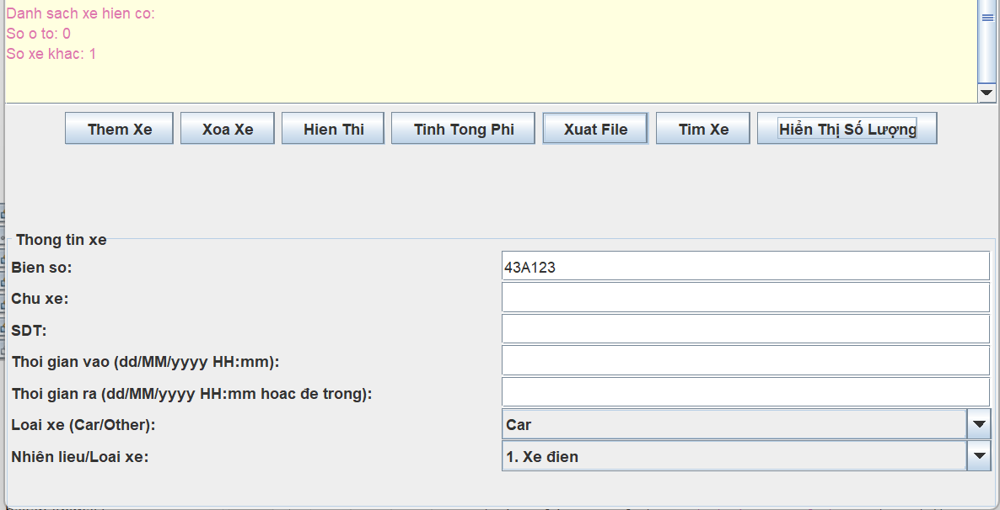 Danh sach xe hien co:
So o to: 0
So xe khac: 1
Them Xe Xoa Xe Hien Thi Tinh Tong Phi Xuat File Tim Xe Hiển Thị Số Lượng
Thong tin xe
Bien so: 43A123
Chu xe:
SDT:
Thoi gian vao (dd/MM/yyyy HH:mm):
Thoi gian ra (dd/MM/yyyy HH:mm hoac đe trong):
Loai xe (Car/Other): Car
Nhiên lieu/Loai xe: 1. Xe đien